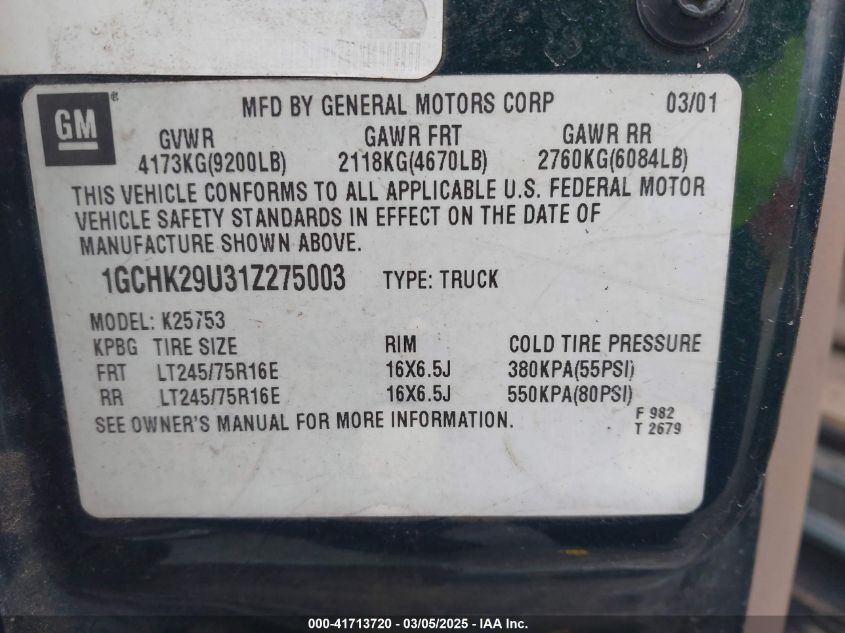 GM ®
MFD BY GENERAL MOTORS CORP 03/01
GVWR GAWR FRT GAWR RR
4173KG(9200LB) 2118KG(4670LB) 2760KG(6084LB)
THIS VEHICLE CONFORMS TO ALL APPLICABLE U.S. FEDERAL MOTOR
VEHICLE SAFETY STANDARDS IN EFFECT ON THE DATE OF
MANUFACTURE SHOWN ABOVE.
1GCHK29U31Z275003 TYPE: TRUCK
MODEL: K25753
KPBG TIRE SIZE RIM COLD TIRE PRESSURE
FRT LT245/75R16E 16X6.5J 380KPA(55PSI)
RR LT245/75R16E 16X6.5J 550KPA(80PSI)
SEE OWNER'S MANUAL FOR MORE INFORMATION.
F 982
T 2679
000-41713720 — 03/05/2025 — IAA Inc.